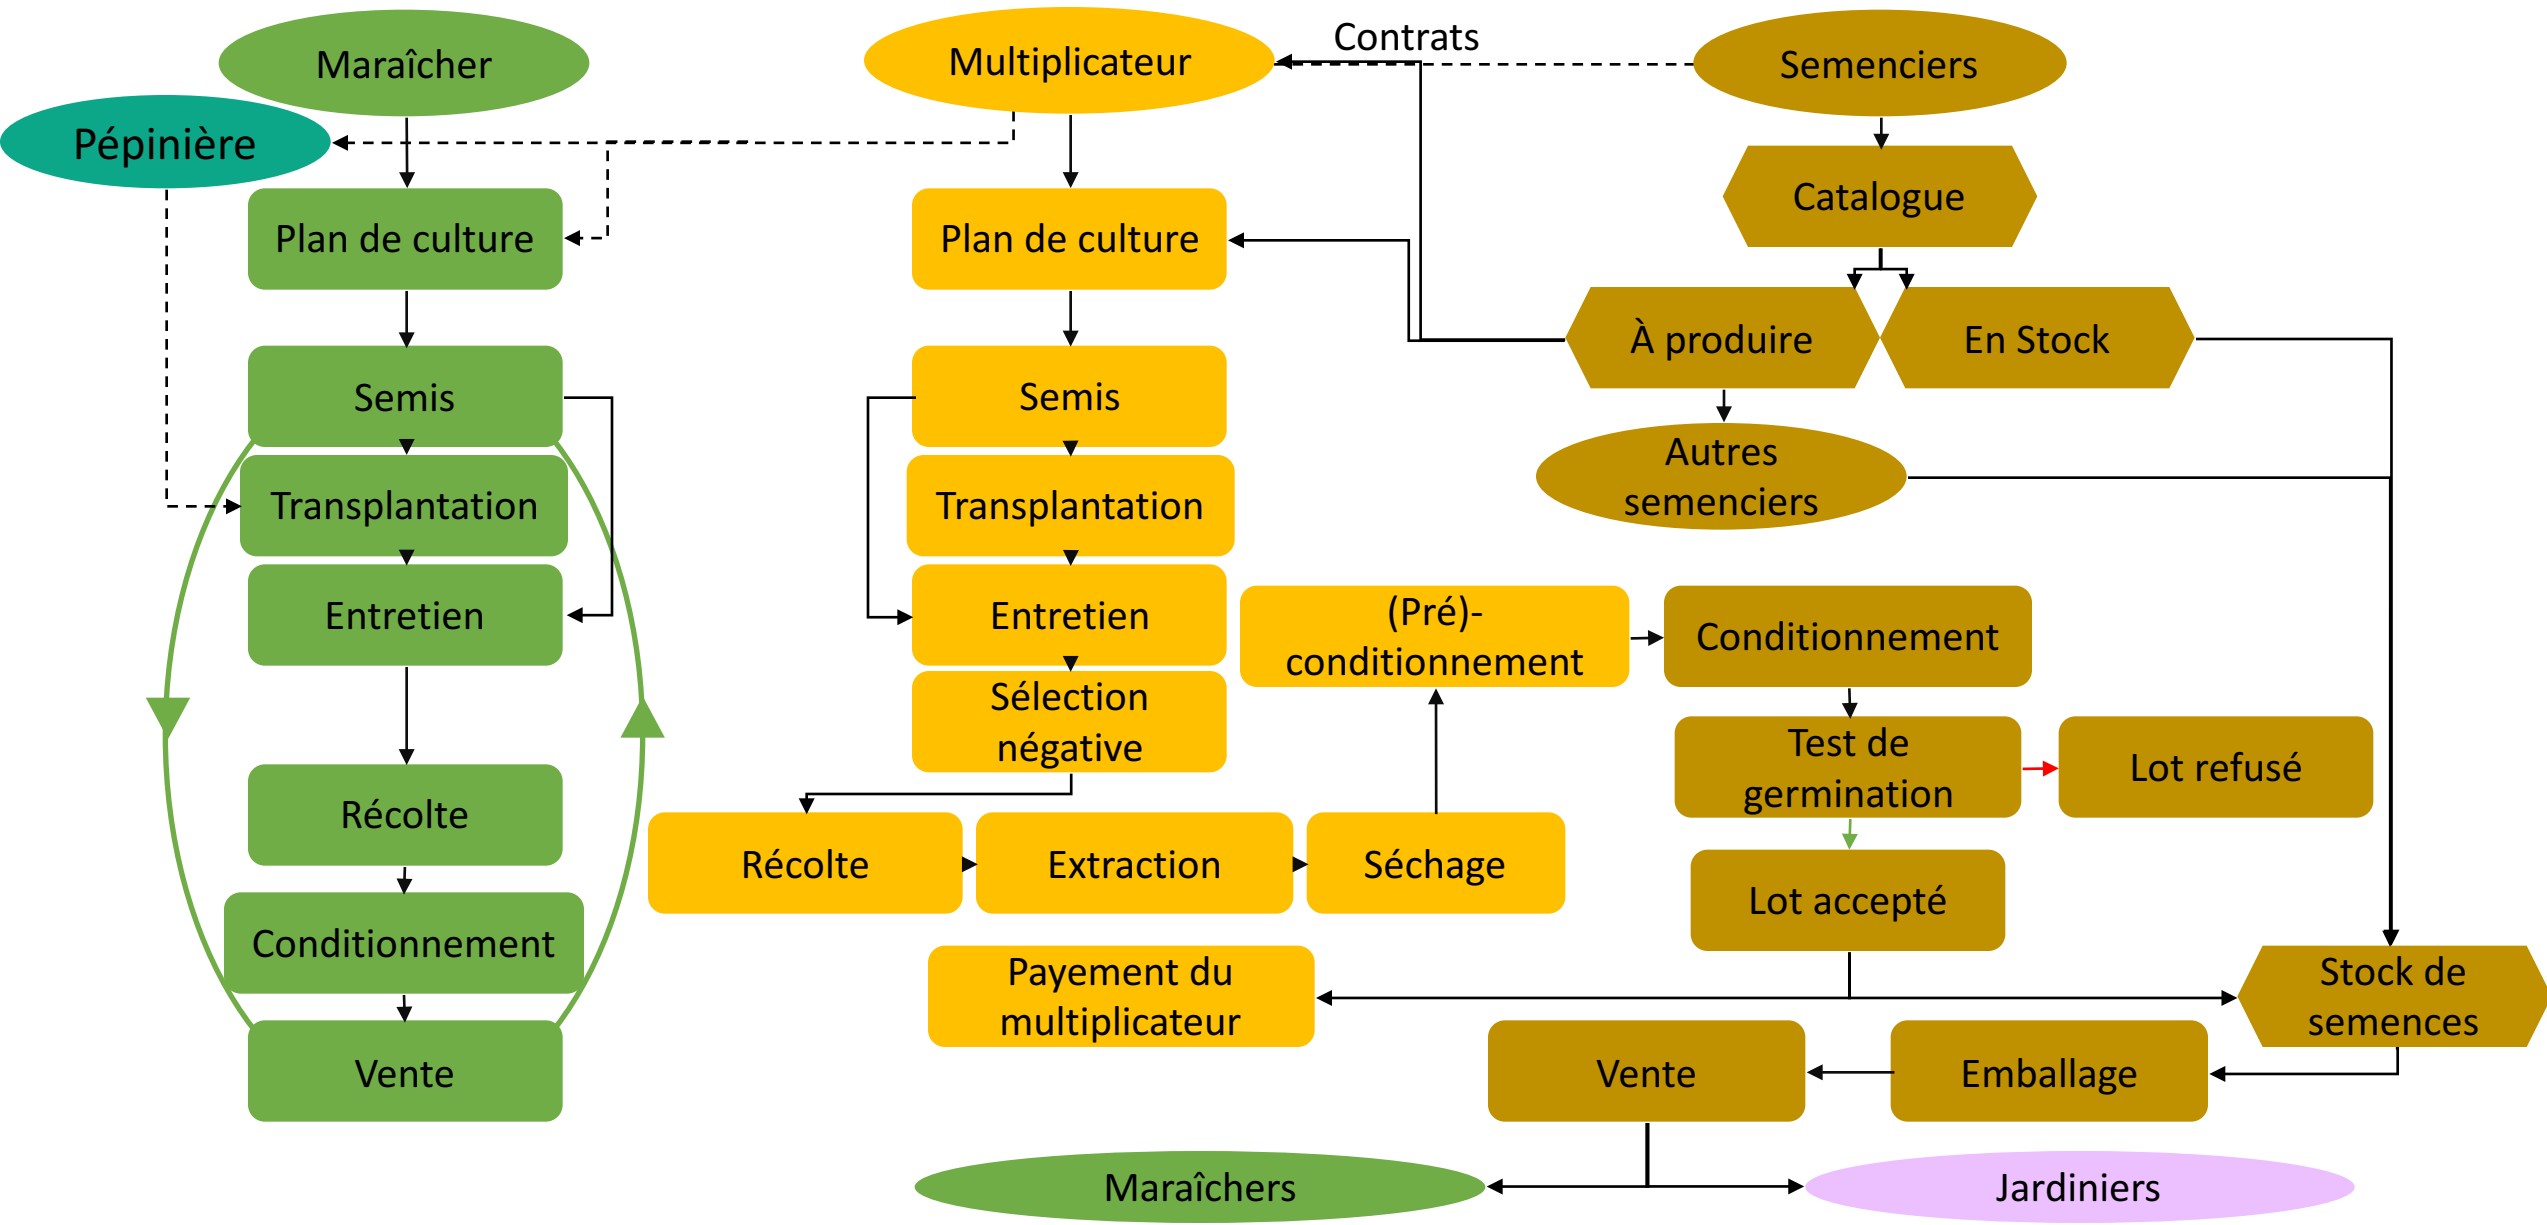 Maraîcher
Multiplicateur
Contrats
Semenciers
Pépinière
Catalogue
Plan de culture
Plan de culture
À produire
En Stock
Semis
Semis
Autres
semenciers
Transplantation
Transplantation
Entretien
Entretien
(Pré)-
conditionnement
Conditionnement
Sélection
négative
Test de
germination
Lot refusé
Récolte
Récolte
Extraction
Séchage
Lot accepté
Conditionnement
Payement du
multiplicateur
Stock de
semences
Vente
Vente
Emballage
Maraîchers
Jardiniers